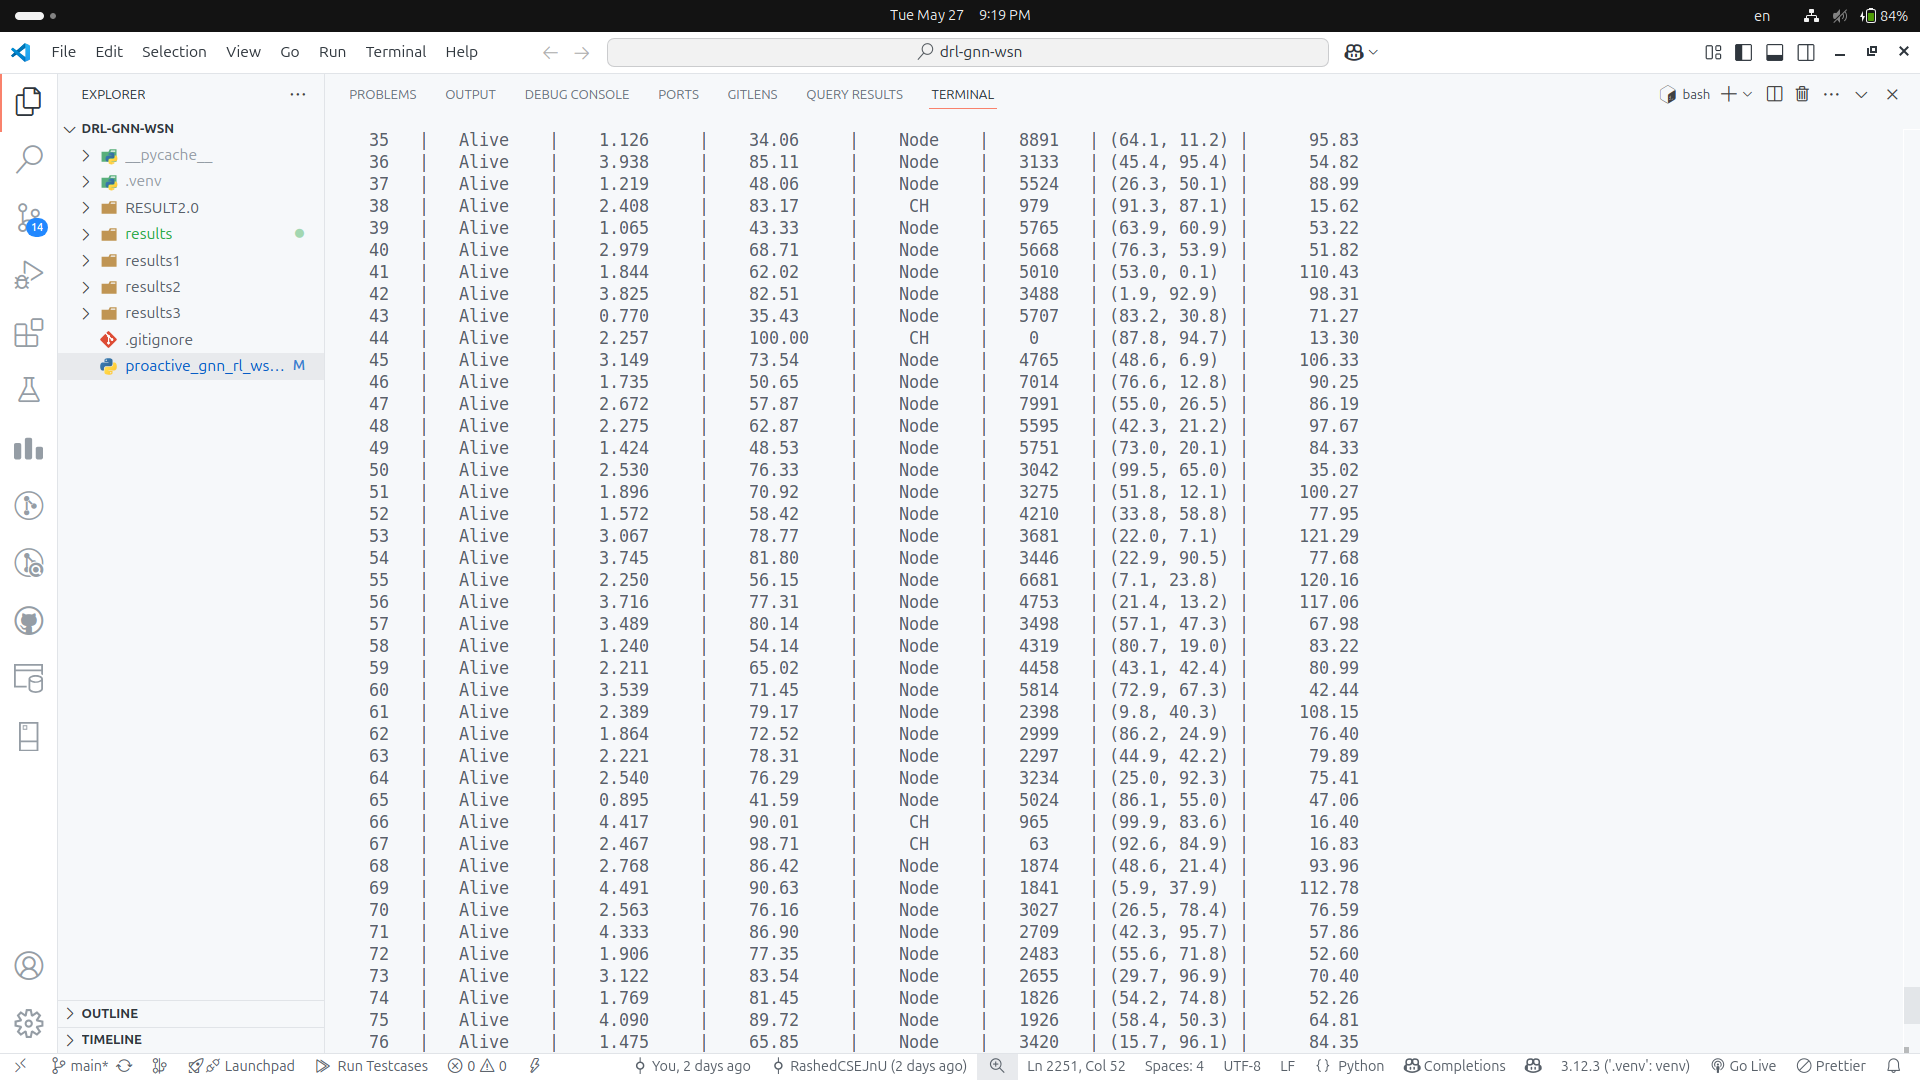 Tue May 27 9:19 PM
en
84%
File Edit Selection View Go Run Terminal Help
drl-gnn-wsn
EXPLORER
PROBLEMS OUTPUT DEBUG CONSOLE PORTS GITLENS QUERY RESULTS TERMINAL
bash
DRL-GNN-WSN
__pycache__
.venv
RESULT2.0
results
results1
results2
results3
.gitignore
proactive_gnn_rl_ws... M
14
35 | Alive | 1.126 | 34.06 | Node | 8891 | (64.1, 11.2) | 95.83
36 | Alive | 3.938 | 85.11 | Node | 3133 | (45.4, 95.4) | 54.82
37 | Alive | 1.219 | 48.06 | Node | 5524 | (26.3, 50.1) | 88.99
38 | Alive | 2.408 | 83.17 | CH | 979 | (91.3, 87.1) | 15.62
39 | Alive | 1.065 | 43.33 | Node | 5765 | (63.9, 60.9) | 53.22
40 | Alive | 2.979 | 68.71 | Node | 5668 | (76.3, 53.9) | 51.82
41 | Alive | 1.844 | 62.02 | Node | 5010 | (53.0, 0.1) | 110.43
42 | Alive | 3.825 | 82.51 | Node | 3488 | (1.9, 92.9) | 98.31
43 | Alive | 0.770 | 35.43 | Node | 5707 | (83.2, 30.8) | 71.27
44 | Alive | 2.257 | 100.00 | CH | 0 | (87.8, 94.7) | 13.30
45 | Alive | 3.149 | 73.54 | Node | 4765 | (48.6, 6.9) | 106.33
46 | Alive | 1.735 | 50.65 | Node | 7014 | (76.6, 12.8) | 90.25
47 | Alive | 2.672 | 57.87 | Node | 7991 | (55.0, 26.5) | 86.19
48 | Alive | 2.275 | 62.87 | Node | 5595 | (42.3, 21.2) | 97.67
49 | Alive | 1.424 | 48.53 | Node | 5751 | (73.0, 20.1) | 84.33
50 | Alive | 2.530 | 76.33 | Node | 3042 | (99.5, 65.0) | 35.02
51 | Alive | 1.896 | 70.92 | Node | 3275 | (51.8, 12.1) | 100.27
52 | Alive | 1.572 | 58.42 | Node | 4210 | (33.8, 58.8) | 77.95
53 | Alive | 3.067 | 78.77 | Node | 3681 | (22.0, 7.1) | 121.29
54 | Alive | 3.745 | 81.80 | Node | 3446 | (22.9, 90.5) | 77.68
55 | Alive | 2.250 | 56.15 | Node | 6681 | (7.1, 23.8) | 120.16
56 | Alive | 3.716 | 77.31 | Node | 4753 | (21.4, 13.2) | 117.06
57 | Alive | 3.489 | 80.14 | Node | 3498 | (57.1, 47.3) | 67.98
58 | Alive | 1.240 | 54.14 | Node | 4319 | (80.7, 19.0) | 83.22
59 | Alive | 2.211 | 65.02 | Node | 4458 | (43.1, 42.4) | 80.99
60 | Alive | 3.539 | 71.45 | Node | 5814 | (72.9, 67.3) | 42.44
61 | Alive | 2.389 | 79.17 | Node | 2398 | (9.8, 40.3) | 108.15
62 | Alive | 1.864 | 72.52 | Node | 2999 | (86.2, 24.9) | 76.40
63 | Alive | 2.221 | 78.31 | Node | 2297 | (44.9, 42.2) | 79.89
64 | Alive | 2.540 | 76.29 | Node | 3234 | (25.0, 92.3) | 75.41
65 | Alive | 0.895 | 41.59 | Node | 5024 | (86.1, 55.0) | 47.06
66 | Alive | 4.417 | 90.01 | CH | 965 | (99.9, 83.6) | 16.40
67 | Alive | 2.467 | 98.71 | CH | 63 | (92.6, 84.9) | 16.83
68 | Alive | 2.768 | 86.42 | Node | 1874 | (48.6, 21.4) | 93.96
69 | Alive | 4.491 | 90.63 | Node | 1841 | (5.9, 37.9) | 112.78
70 | Alive | 2.563 | 76.16 | Node | 3027 | (26.5, 78.4) | 76.59
71 | Alive | 4.333 | 86.90 | Node | 2709 | (42.3, 95.7) | 57.86
72 | Alive | 1.906 | 77.35 | Node | 2483 | (55.6, 71.8) | 52.60
73 | Alive | 3.122 | 83.54 | Node | 2655 | (29.7, 96.9) | 70.40
74 | Alive | 1.769 | 81.45 | Node | 1826 | (54.2, 74.8) | 52.26
75 | Alive | 4.090 | 89.72 | Node | 1926 | (58.4, 50.3) | 64.81
76 | Alive | 1.475 | 65.85 | Node | 3420 | (15.7, 96.1) | 84.35
OUTLINE
TIMELINE
main* Launchpad Run Testcases 0 0 You, 2 days ago RashedCSEJnU (2 days ago) Ln 2251, Col 52 Spaces: 4 UTF-8 LF {} Python Completions 3.12.3 ('.venv': venv) Go Live Prettier